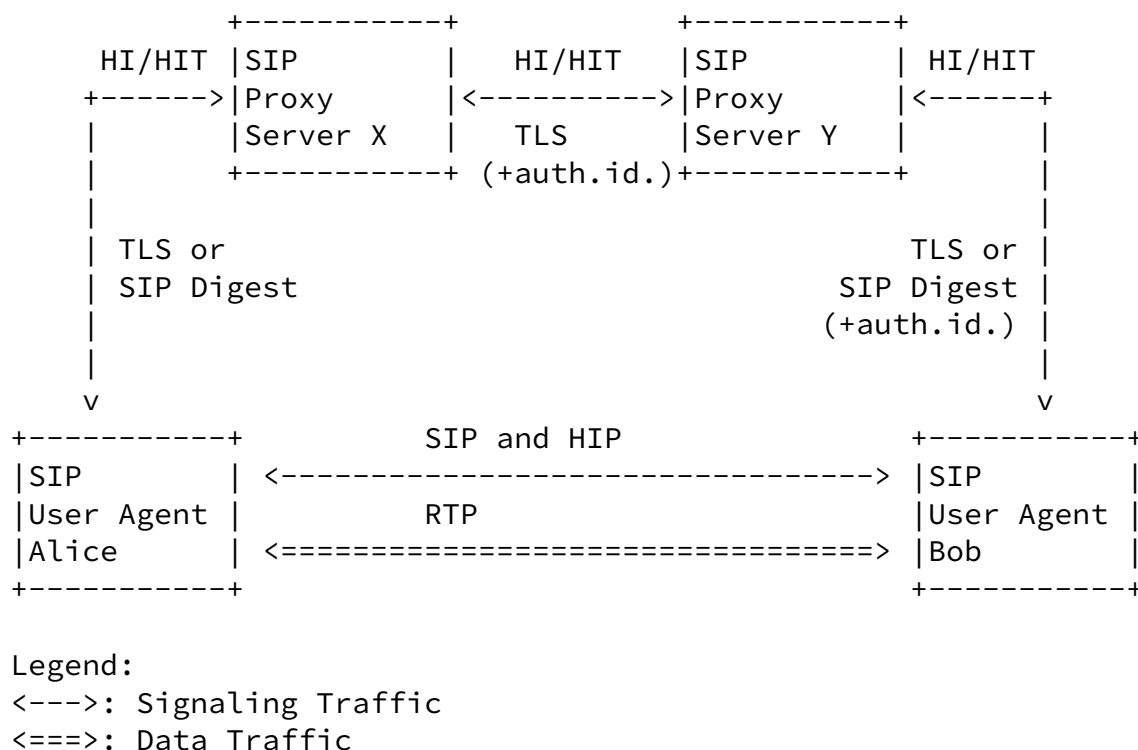 HI/HIT SIP HI/HIT SIP HI/HIT
Proxy Proxy
Server X TLS Server Y
(+auth.id.)
TLS or TLS or
SIP Digest SIP Digest
(+auth.id.)
SIP and HIP
SIP SIP
User Agent RTP User Agent
Alice Bob
Legend:
<--->: Signaling Traffic
<===>: Data Traffic